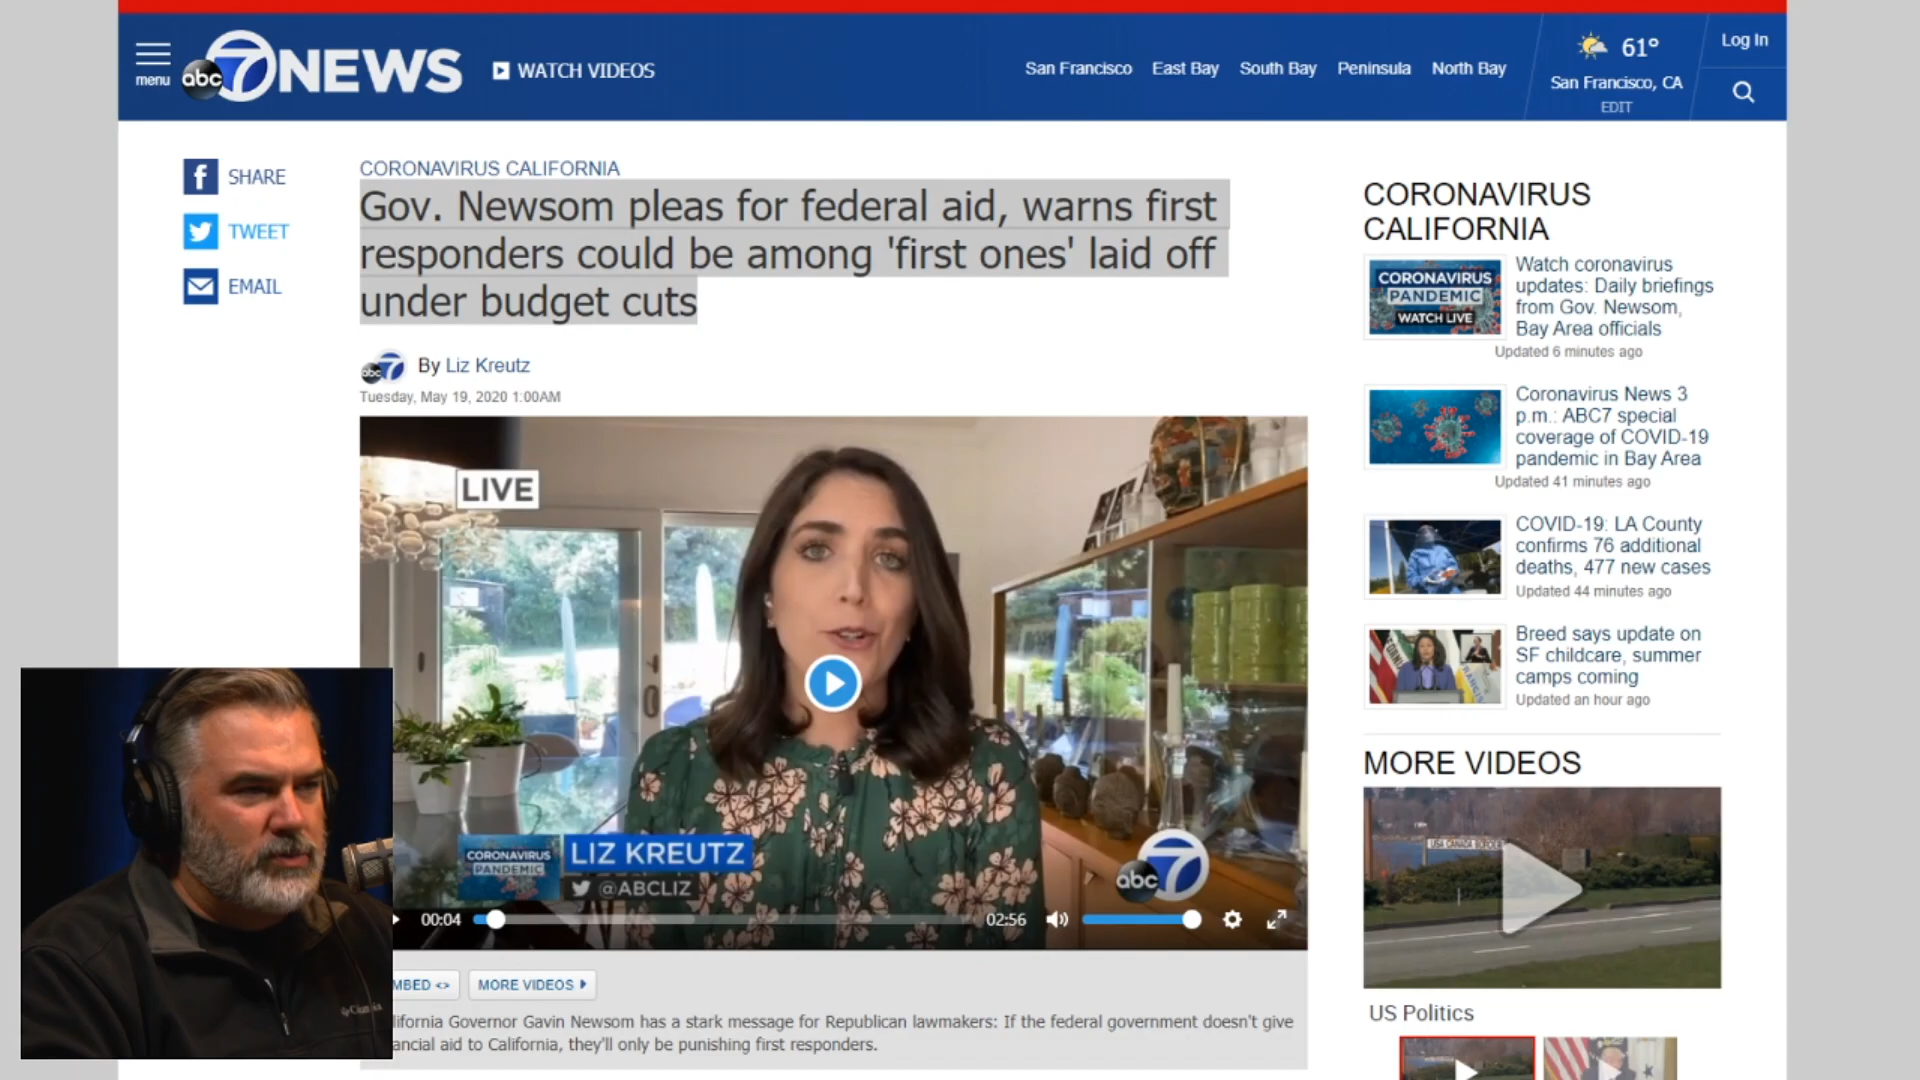 menu
abc 7 NEWS
WATCH VIDEOS
San Francisco
East Bay
South Bay
Peninsula
North Bay
61°
San Francisco, CA
EDIT
Log In
SHARE
TWEET
EMAIL
CORONAVIRUS CALIFORNIA
Gov. Newsom pleas for federal aid, warns first
responders could be among 'first ones' laid off
under budget cuts
abc 7
By Liz Kreutz
Tuesday, May 19, 2020 1:00AM
LIVE
CORONAVIRUS
PANDEMIC
LIZ KREUTZ
@ABCLIZ
abc 7
00:04
02:56
MBED <>
MORE VIDEOS
lifornia Governor Gavin Newsom has a stark message for Republican lawmakers: If the federal government doesn't give
ancial aid to California, they'll only be punishing first responders.
CORONAVIRUS
CALIFORNIA
CORONAVIRUS
PANDEMIC
WATCH LIVE
Watch coronavirus
updates: Daily briefings
from Gov. Newsom,
Bay Area officials
Updated 6 minutes ago
Coronavirus News 3
p.m.: ABC7 special
coverage of COVID-19
pandemic in Bay Area
Updated 41 minutes ago
COVID-19: LA County
confirms 76 additional
deaths, 477 new cases
Updated 44 minutes ago
Breed says update on
SF childcare, summer
camps coming
Updated an hour ago
MORE VIDEOS
USA CANADA BORDER
US Politics